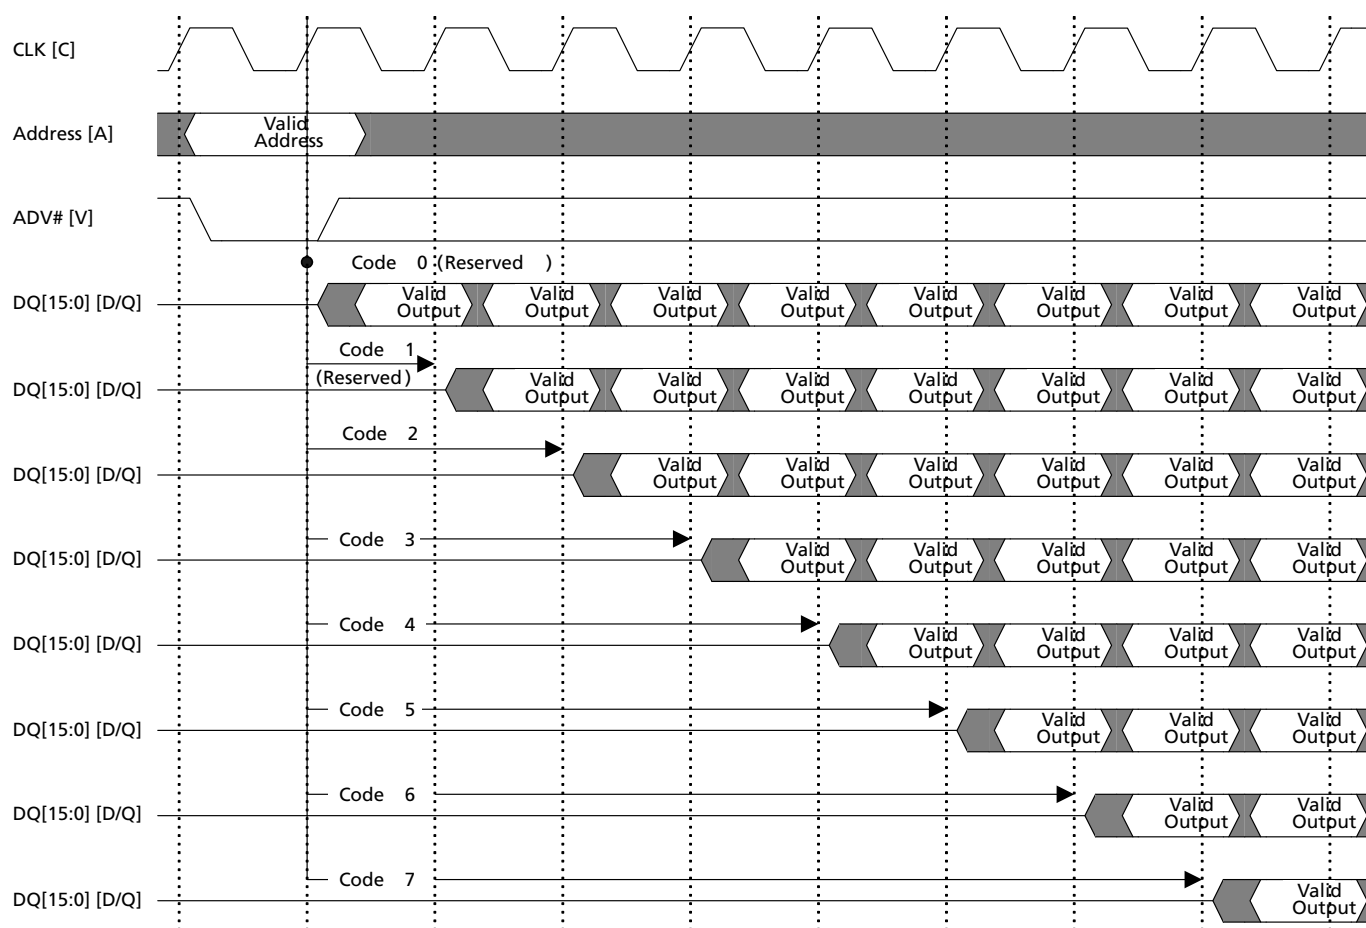 CLK [C]
Address [A]
Valid
Address
ADV# [V]
Code 0 (Reserved )
DQ[15:0] [D/Q]
Valid Valid Valid Valid Valid Valid Valid Valid
Output Output Output Output Output Output Output Output
Code 1
(Reserved)
DQ[15:0] [D/Q]
Valid Valid Valid Valid Valid Valid Valid
Output Output Output Output Output Output Output
Code 2
DQ[15:0] [D/Q]
Valid Valid Valid Valid Valid Valid
Output Output Output Output Output Output
Code 3
DQ[15:0] [D/Q]
Valid Valid Valid Valid Valid
Output Output Output Output Output
Code 4
DQ[15:0] [D/Q]
Valid Valid Valid Valid
Output Output Output Output
Code 5
DQ[15:0] [D/Q]
Valid Valid Valid
Output Output Output
Code 6
DQ[15:0] [D/Q]
Valid Valid
Output Output
Code 7
DQ[15:0] [D/Q]
Valid
Output